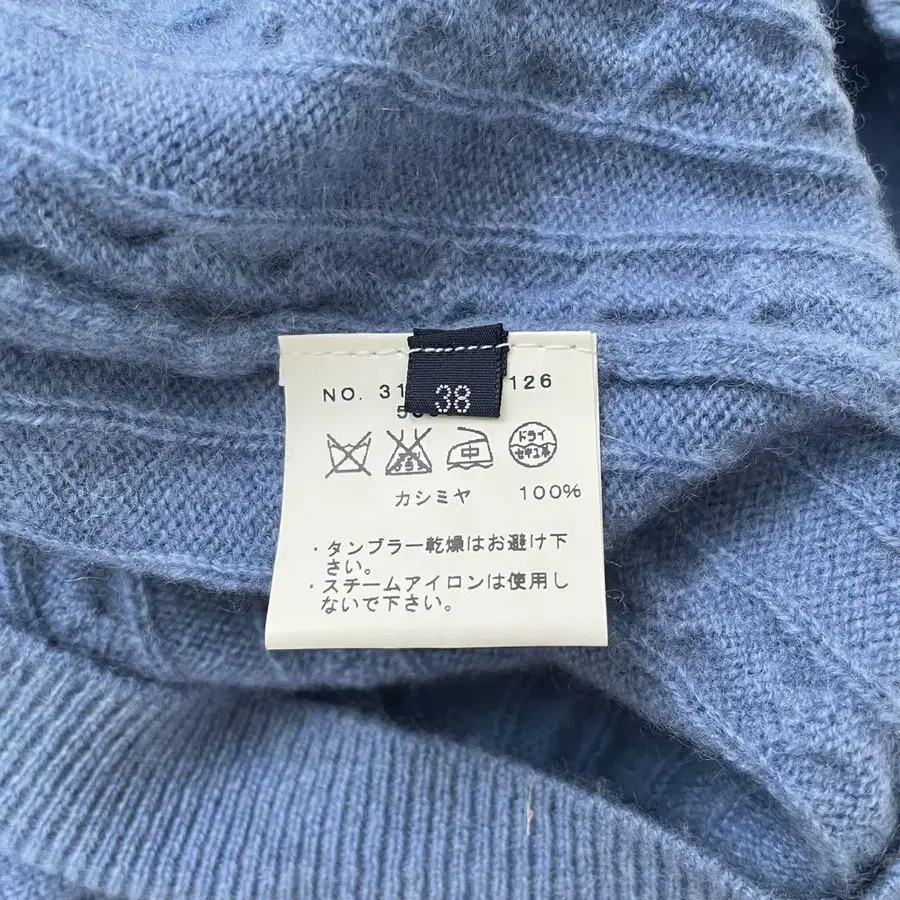 NO. 31 126
38
中
ドライ
セキユ系
カシミヤ 100%
・タンブラー乾燥はお避け下
さい。
・スチームアイロンは使用し
ないで下さい。